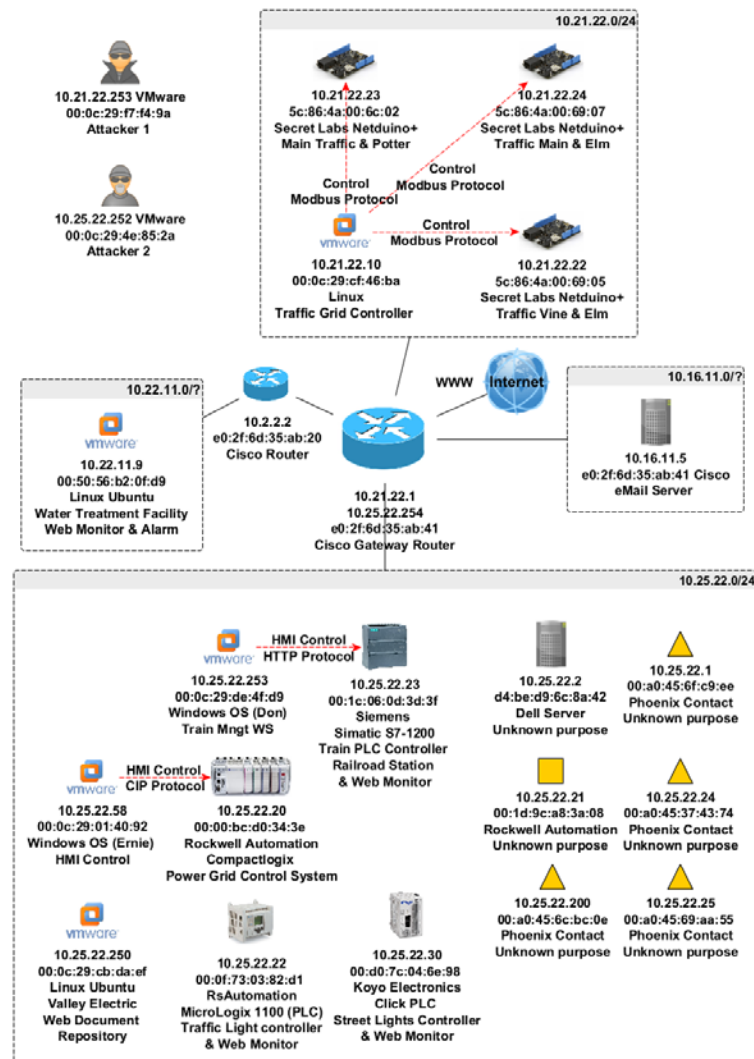 10.21.22.0/24
10.21.22.253 VMware
00:0c:29:f7:f4:9a
Attacker 1
10.25.22.252 VMware
00:0c:29:4e:85:2a
Attacker 2
10.21.22.23
5c:86:4a:00:6c:02
Secret Labs Netduino+
Main Traffic & Potter
10.21.22.24
5c:86:4a:00:69:07
Secret Labs Netduino+
Traffic Main & Elm
Control
Modbus Protocol
Control
Modbus Protocol
Control
Modbus Protocol
vmware
10.21.22.10
00:0c:29:cf:46:ba
Linux
Traffic Grid Controller
10.21.22.22
5c:86:4a:00:69:05
Secret Labs Netduino+
Traffic Vine & Elm
10.22.11.0/?
vmware
10.22.11.9
00:50:56:b2:0f:d9
Linux Ubuntu
Water Treatment Facility
Web Monitor & Alarm
10.2.2.2
e0:2f:6d:35:ab:20
Cisco Router
WWW
Internet
10.21.22.1
10.25.22.254
e0:2f:6d:35:ab:41
Cisco Gateway Router
10.16.11.0/?
10.16.11.5
e0:2f:6d:35:ab:41 Cisco
eMail Server
10.25.22.0/24
vmware
HMI Control
HTTP Protocol
10.25.22.253
00:0c:29:de:4f:d9
Windows OS (Don)
Train Mngt WS
10.25.22.23
00:1c:06:0d:3d:3f
Siemens
Simatic S7-1200
Train PLC Controller
Railroad Station
& Web Monitor
10.25.22.2
d4:be:d9:6c:8a:42
Dell Server
Unknown purpose
10.25.22.1
00:a0:45:6f:c9:ee
Phoenix Contact
Unknown purpose
vmware
HMI Control
CIP Protocol
10.25.22.58
00:0c:29:01:40:92
Windows OS (Ernie)
HMI Control
10.25.22.20
00:00:bc:d0:34:3e
Rockwell Automation
Compactlogix
Power Grid Control System
10.25.22.21
00:1d:9c:a8:3a:08
Rockwell Automation
Unknown purpose
10.25.22.24
00:a0:45:37:43:74
Phoenix Contact
Unknown purpose
10.25.22.200
00:a0:45:6c:bc:0e
Phoenix Contact
Unknown purpose
10.25.22.25
00:a0:45:69:aa:55
Phoenix Contact
Unknown purpose
vmware
10.25.22.250
00:0c:29:cb:da:ef
Linux Ubuntu
Valley Electric
Web Document
Repository
10.25.22.22
00:0f:73:03:82:d1
RsAutomation
MicroLogix 1100 (PLC)
Traffic Light controller
& Web Monitor
10.25.22.30
00:d0:7c:04:6e:98
Koyo Electronics
Click PLC
Street Lights Controller
& Web Monitor